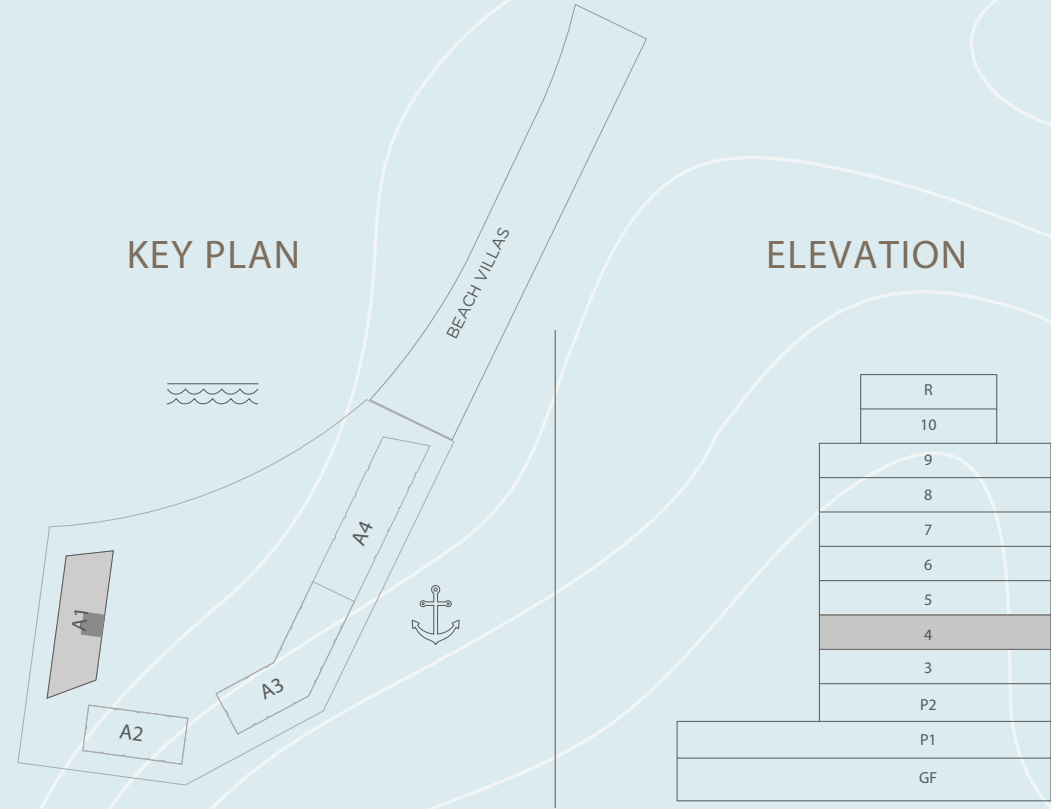 KEY PLAN
BEACH VILLAS
A4
A1
A3
A2
ELEVATION
R
10
9
8
7
6
5
4
3
P2
P1
GF